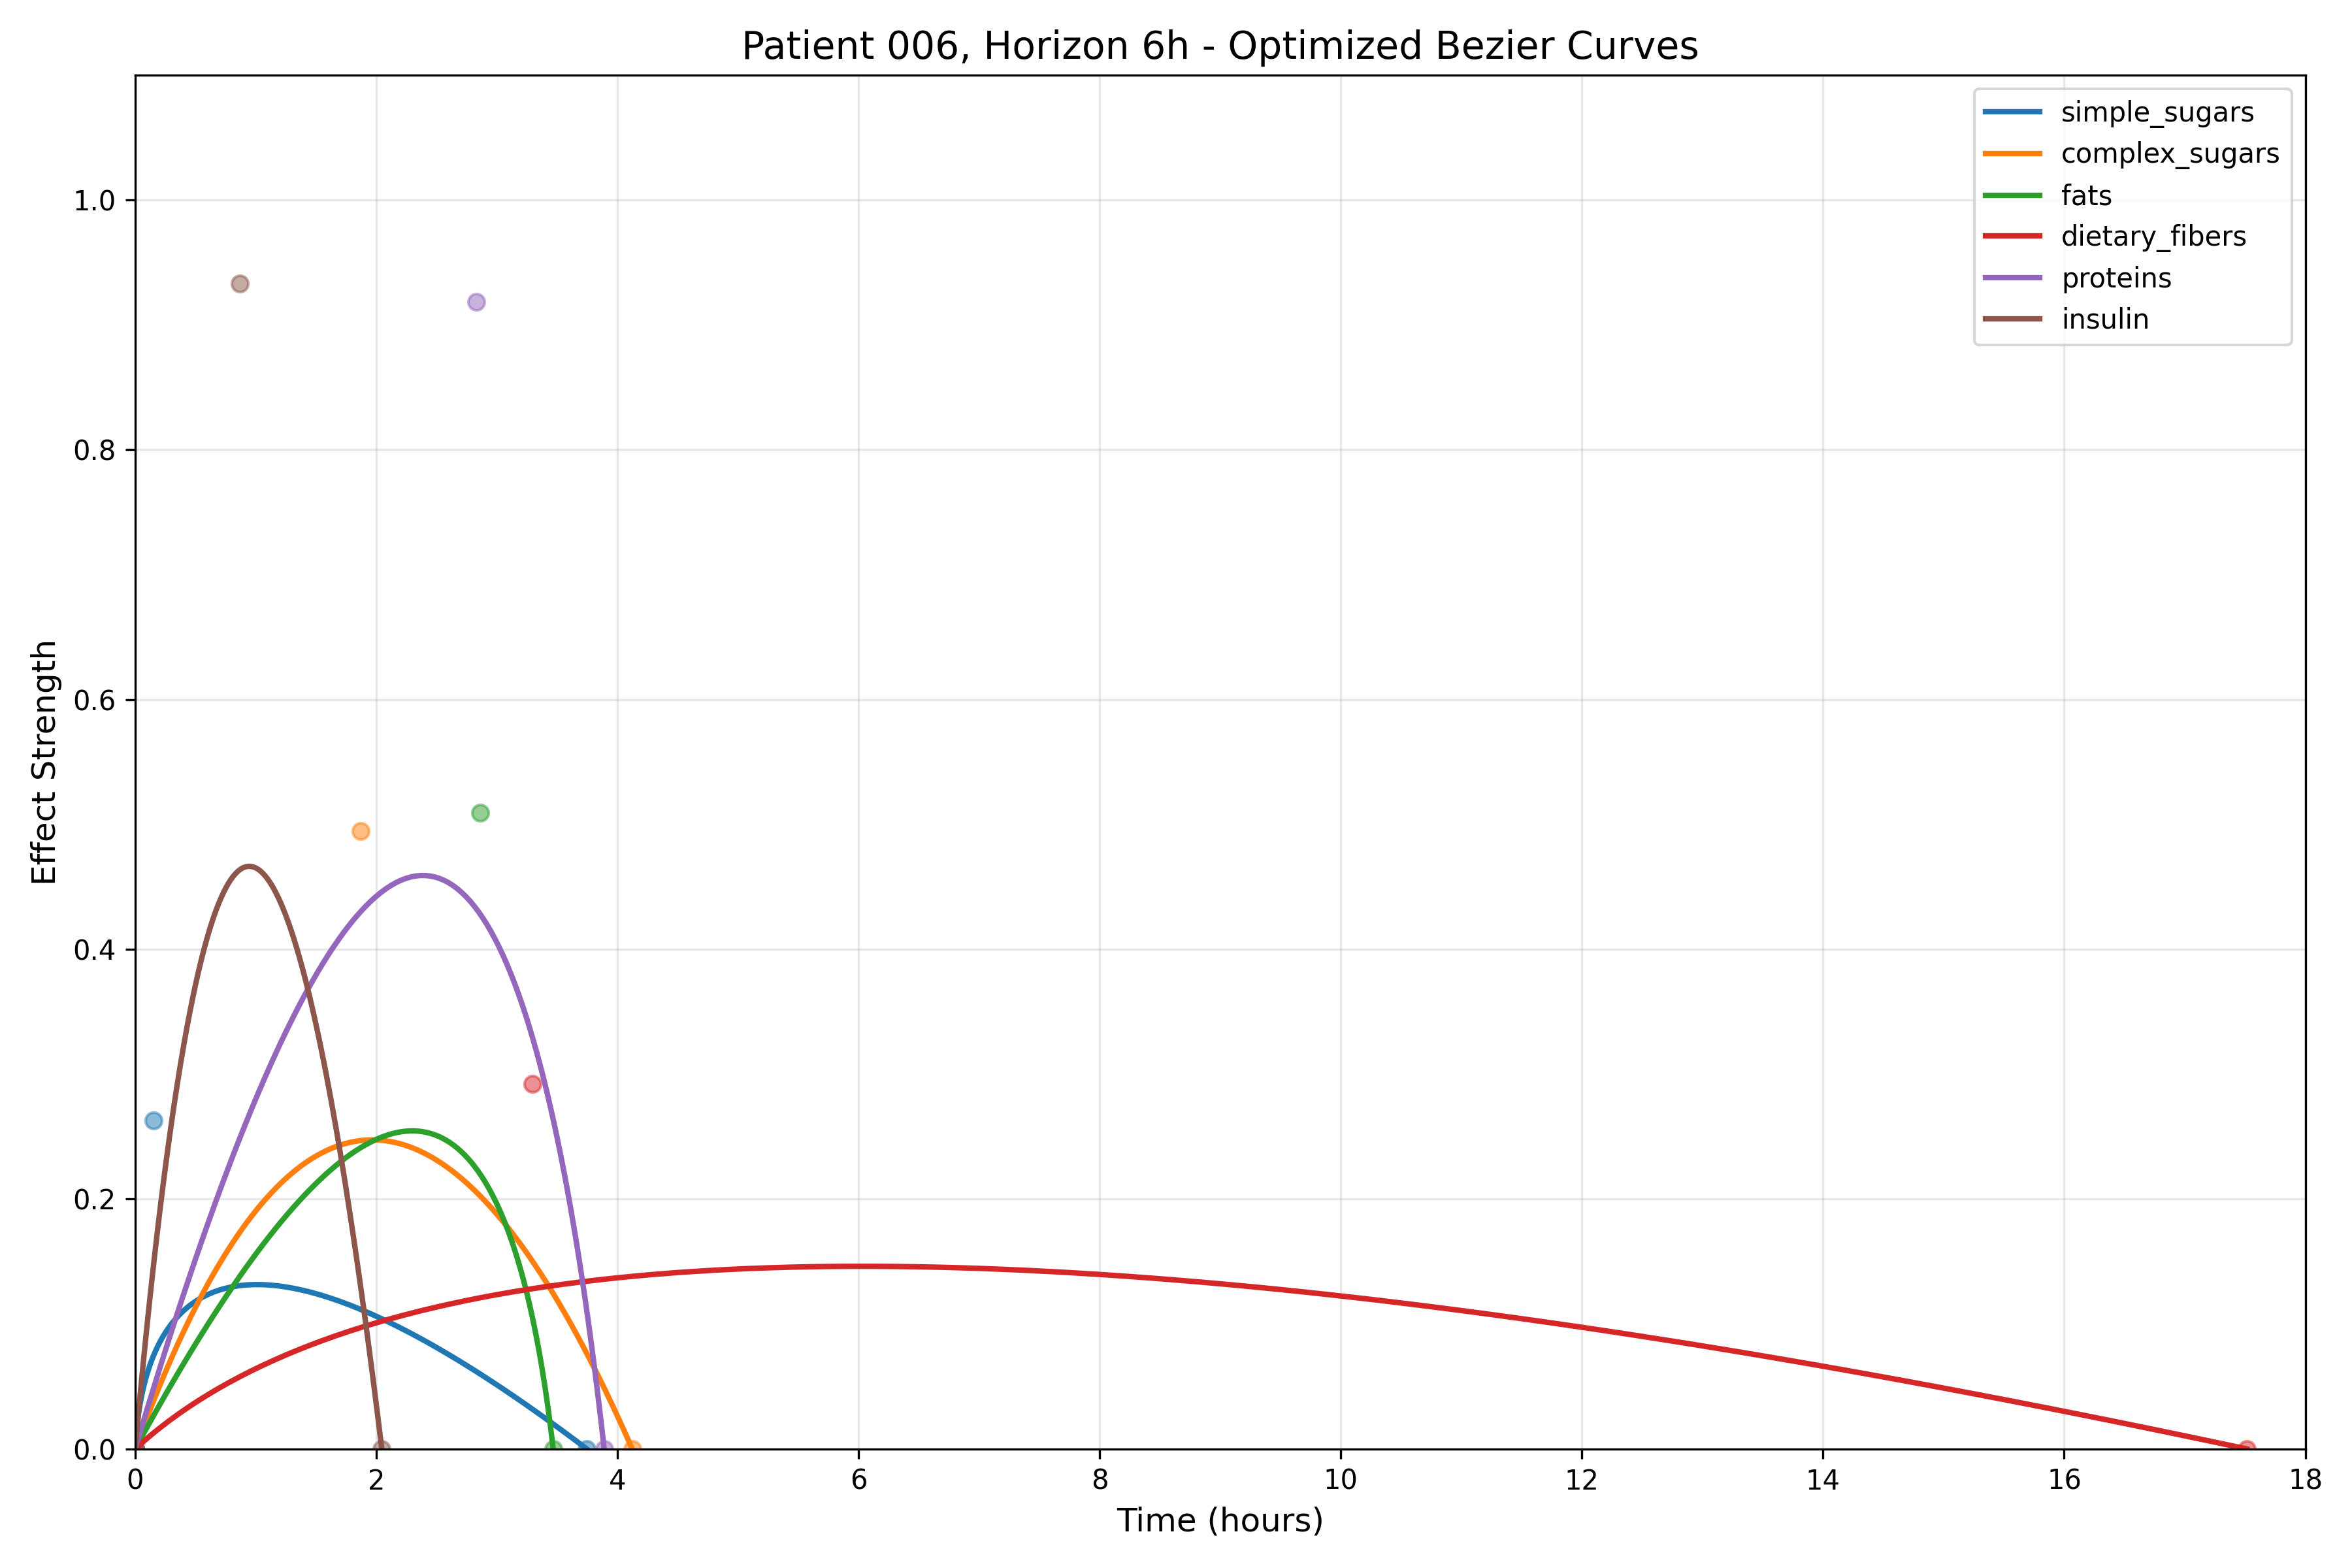 Patient 006, Horizon 6h - Optimized Bezier Curves
simple_sugars
complex_sugars
fats
dietary_fibers
proteins
insulin
Effect Strength
1.0
0.8
0.6
0.4
0.2
0.0
0 2 4 6 8 10 12 14 16 18
Time (hours)